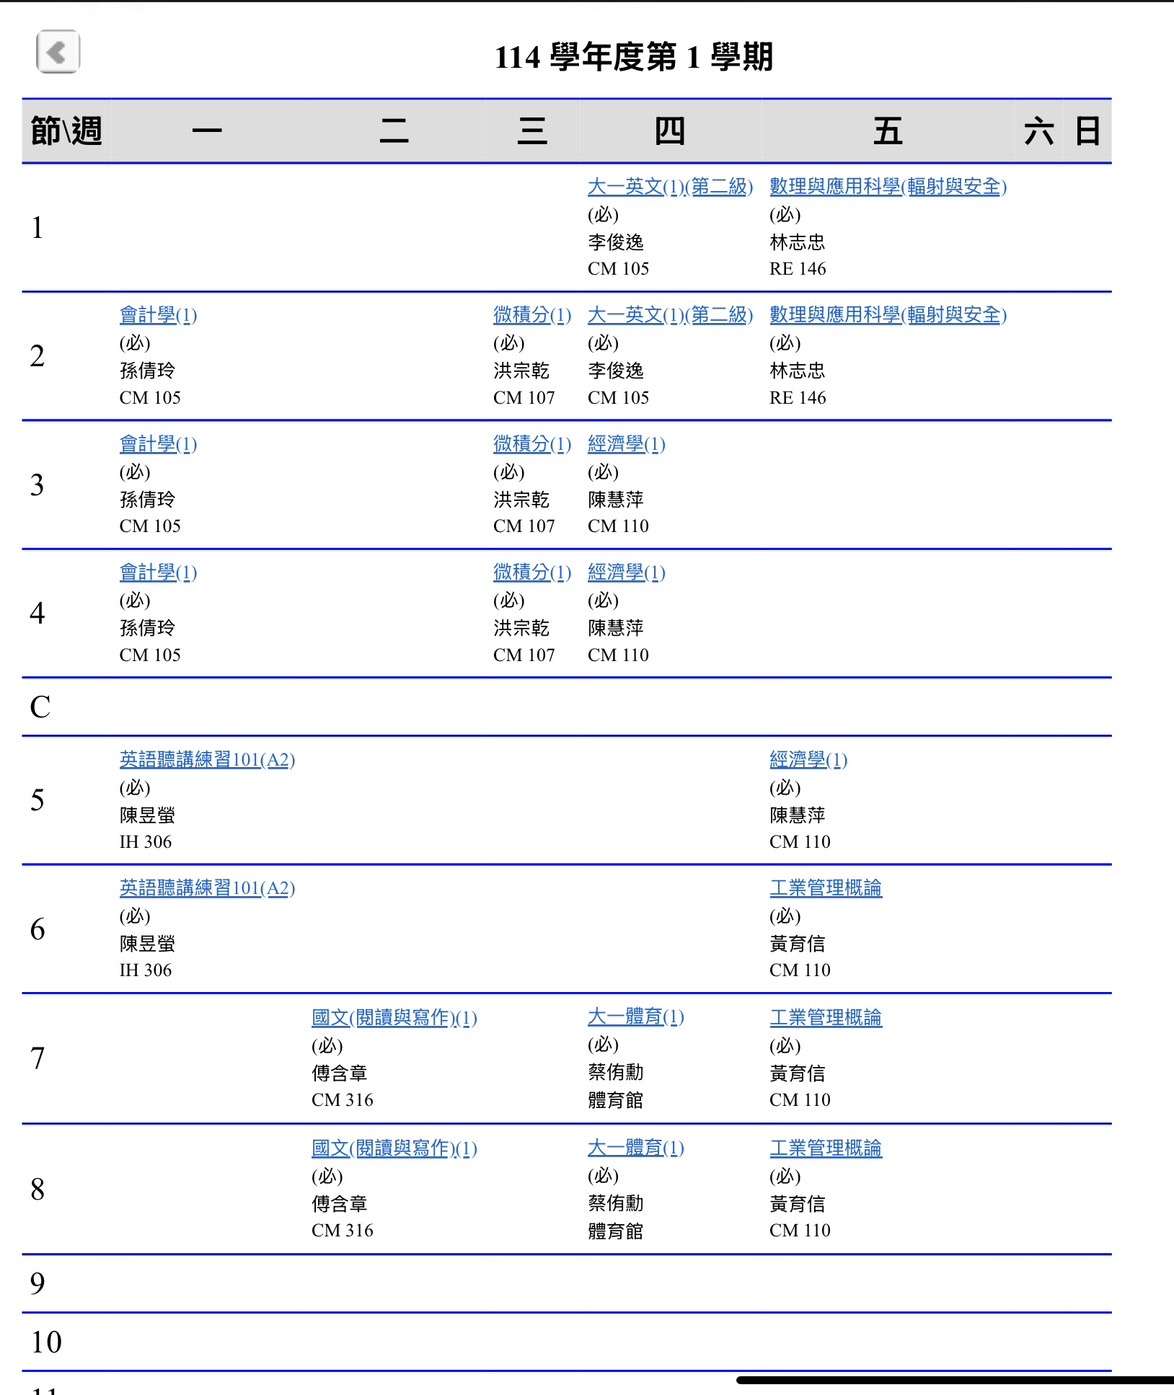 114 學年度第 1 學期
節\週 一 二 三 四 五 六 日
1
大一英文(1)(第二級)
(必)
李俊逸
CM 105
數理與應用科學(輻射與安全)
(必)
林志忠
RE 146
2
會計學(1)
(必)
孫倩玲
CM 105
微積分(1)
(必)
洪宗乾
CM 107
大一英文(1)(第二級)
(必)
李俊逸
CM 105
數理與應用科學(輻射與安全)
(必)
林志忠
RE 146
3
會計學(1)
(必)
孫倩玲
CM 105
微積分(1)
(必)
洪宗乾
CM 107
經濟學(1)
(必)
陳慧萍
CM 110
4
會計學(1)
(必)
孫倩玲
CM 105
微積分(1)
(必)
洪宗乾
CM 107
經濟學(1)
(必)
陳慧萍
CM 110
C
5
英語聽講練習101(A2)
(必)
陳昱螢
IH 306
經濟學(1)
(必)
陳慧萍
CM 110
6
英語聽講練習101(A2)
(必)
陳昱螢
IH 306
工業管理概論
(必)
黃育信
CM 110
7
國文(閱讀與寫作)(1)
(必)
傅含章
CM 316
大一體育(1)
(必)
蔡侑勳
體育館
工業管理概論
(必)
黃育信
CM 110
8
國文(閱讀與寫作)(1)
(必)
傅含章
CM 316
大一體育(1)
(必)
蔡侑勳
體育館
工業管理概論
(必)
黃育信
CM 110
9
10